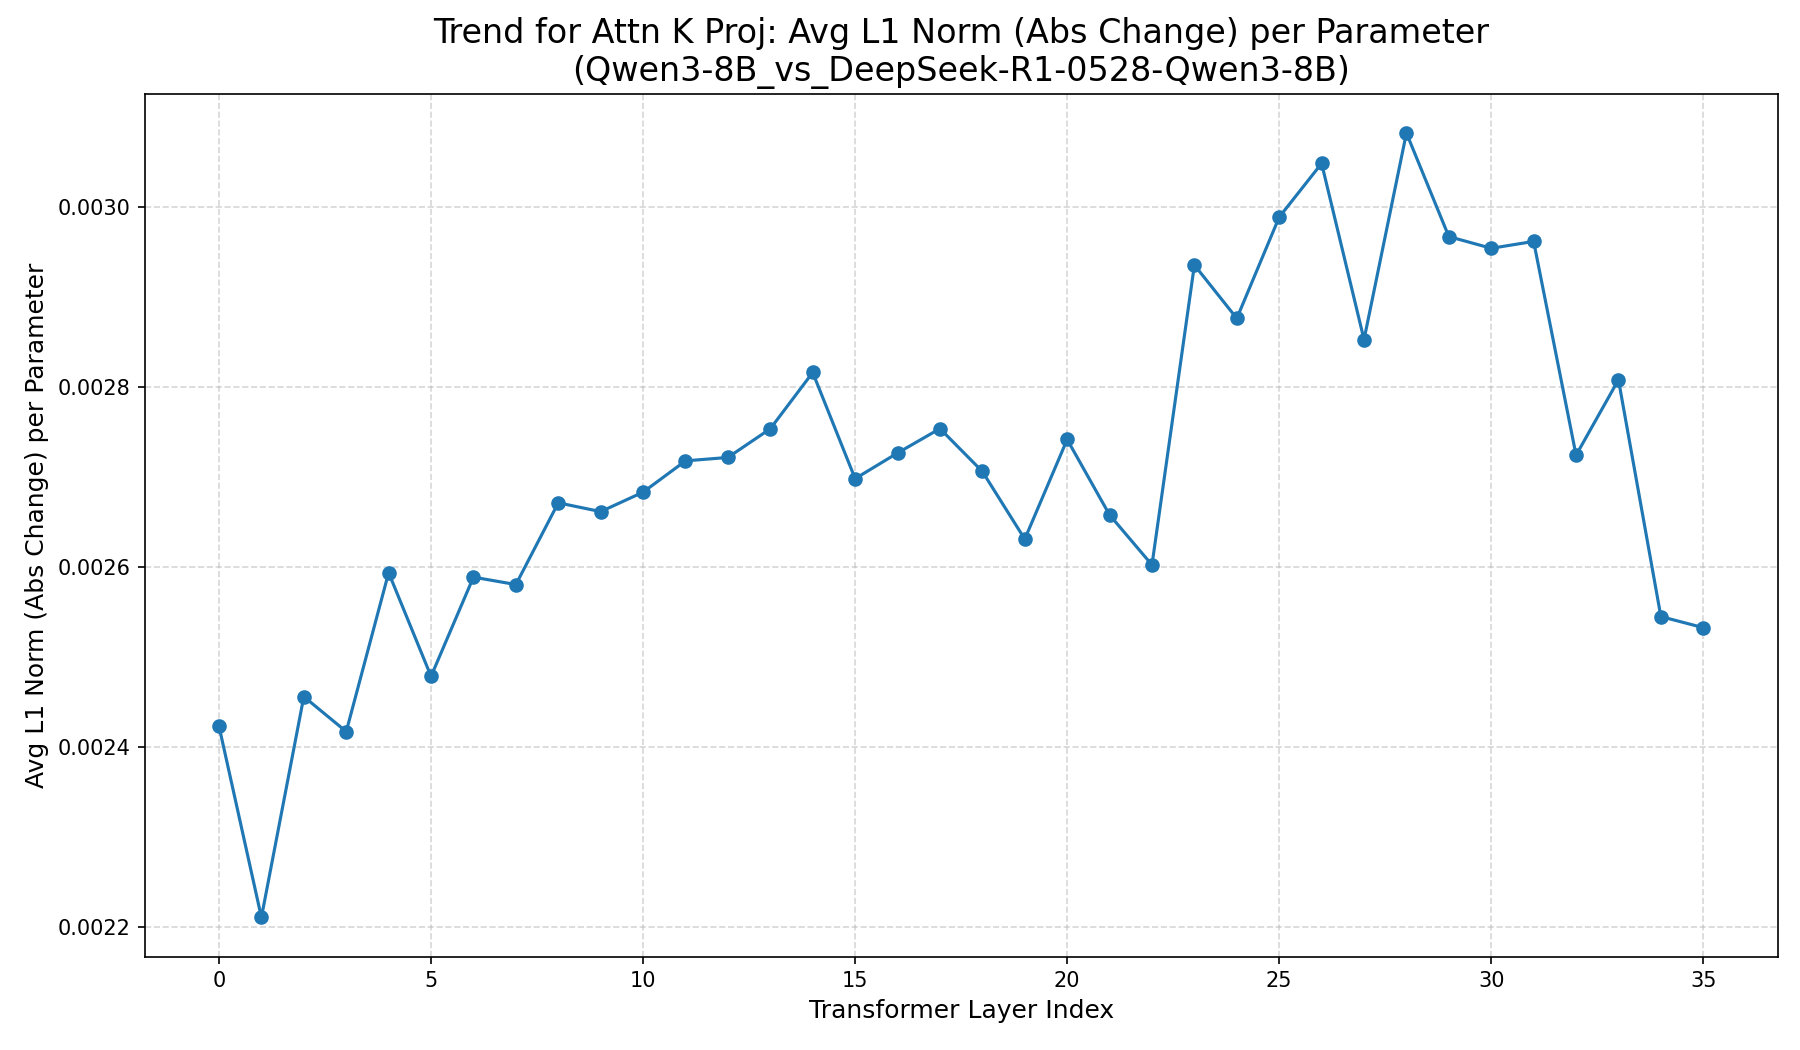 Trend for Attn K Proj: Avg L1 Norm (Abs Change) per Parameter
(Qwen3-8B_vs_DeepSeek-R1-0528-Qwen3-8B)
Avg L1 Norm (Abs Change) per Parameter
0.0030
0.0028
0.0026
0.0024
0.0022
0 5 10 15 20 25 30 35
Transformer Layer Index